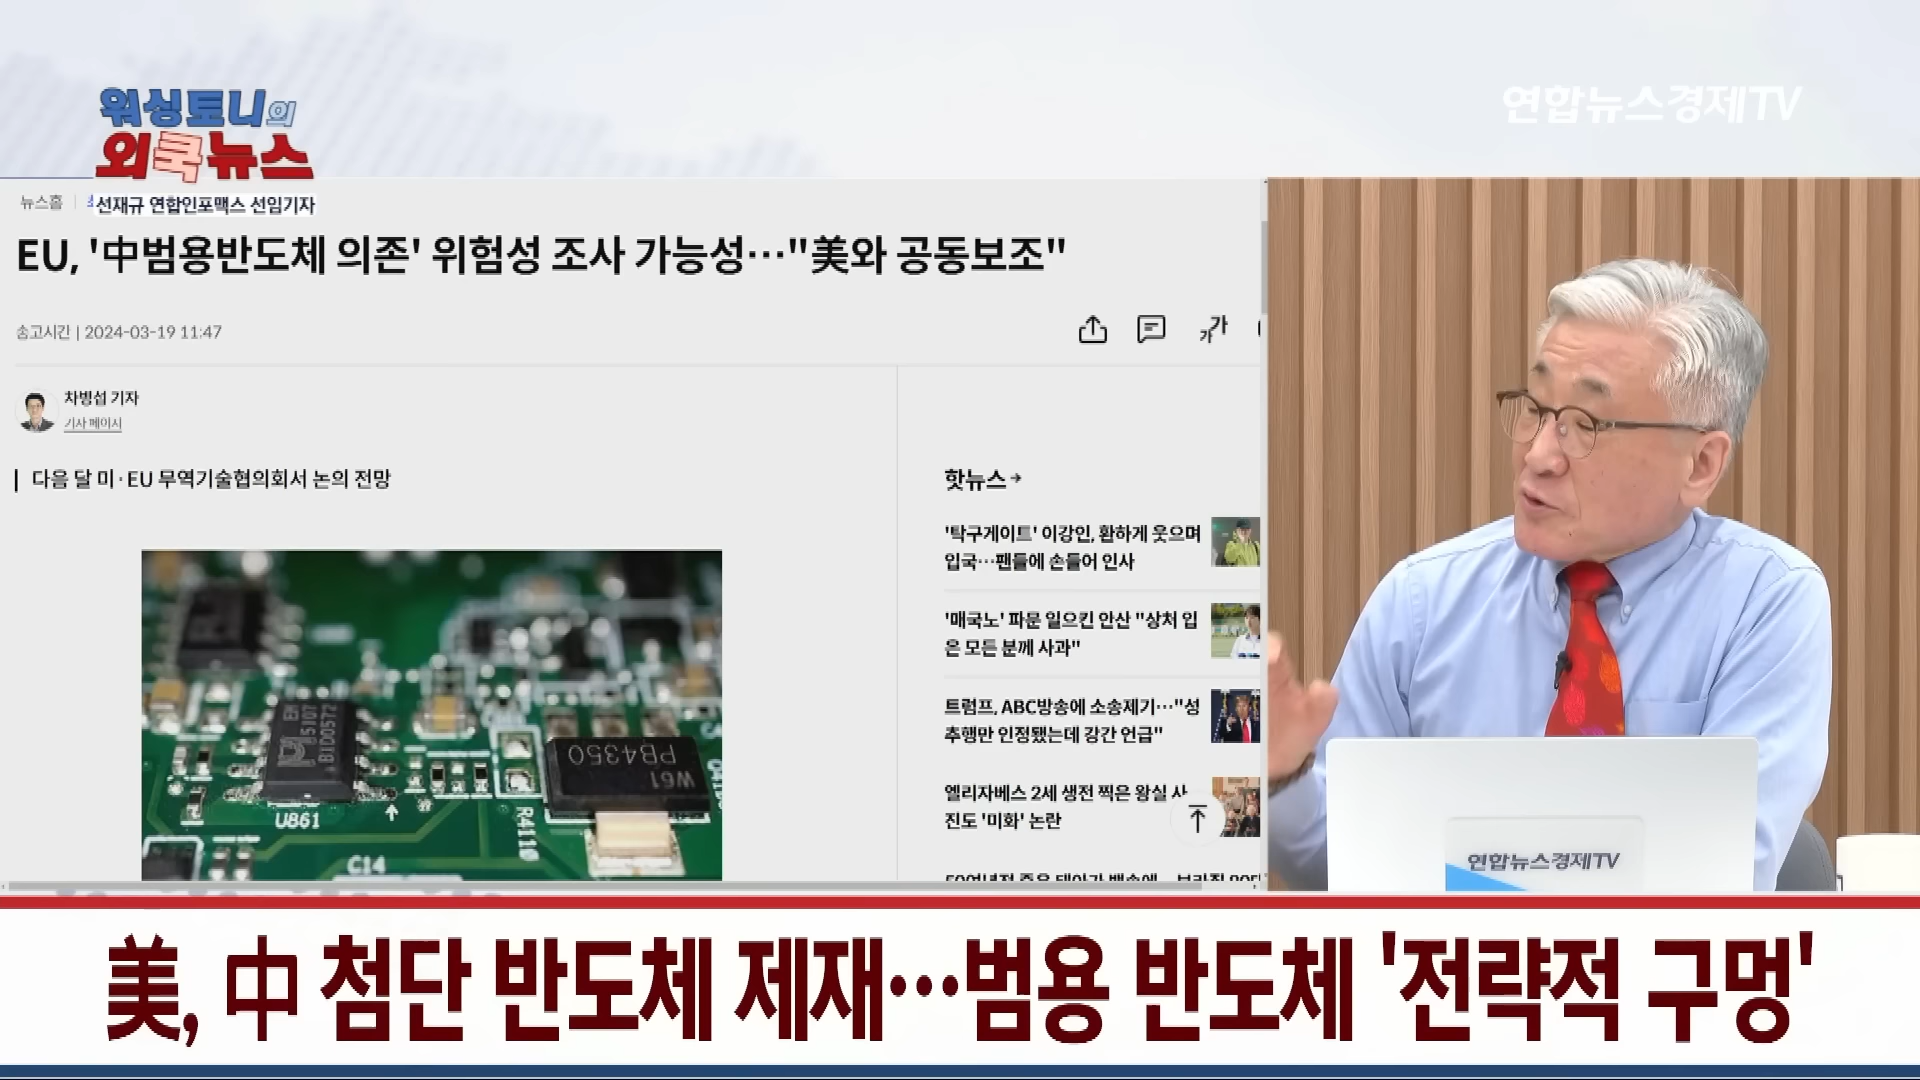 워싱토니의
외쿡뉴스
연합뉴스경제TV
뉴스홈
선재규 연합인포맥스 선임기자
EU, '中범용반도체 의존' 위험성 조사 가능성…"美와 공동보조"
송고시간 | 2024-03-19 11:47
가가
차병섭 기자
기사 페이지
다음 달 미·EU 무역기술협의회서 논의 전망
핫뉴스
'탁구게이트' 이강인, 환하게 웃으며
입국…팬들에 손들어 인사
'매국노' 파문 일으킨 안산 "상처 입
은 모든 분께 사과"
트럼프, ABC방송에 소송제기…"성
추행만 인정됐는데 강간 언급"
엘리자베스 2세 생전 찍은 왕실 사
진도 '미화' 논란
U861
C14
R4110
PB4350
W61
연합뉴스경제TV
美, 中 첨단 반도체 제재…범용 반도체 '전략적 구멍'